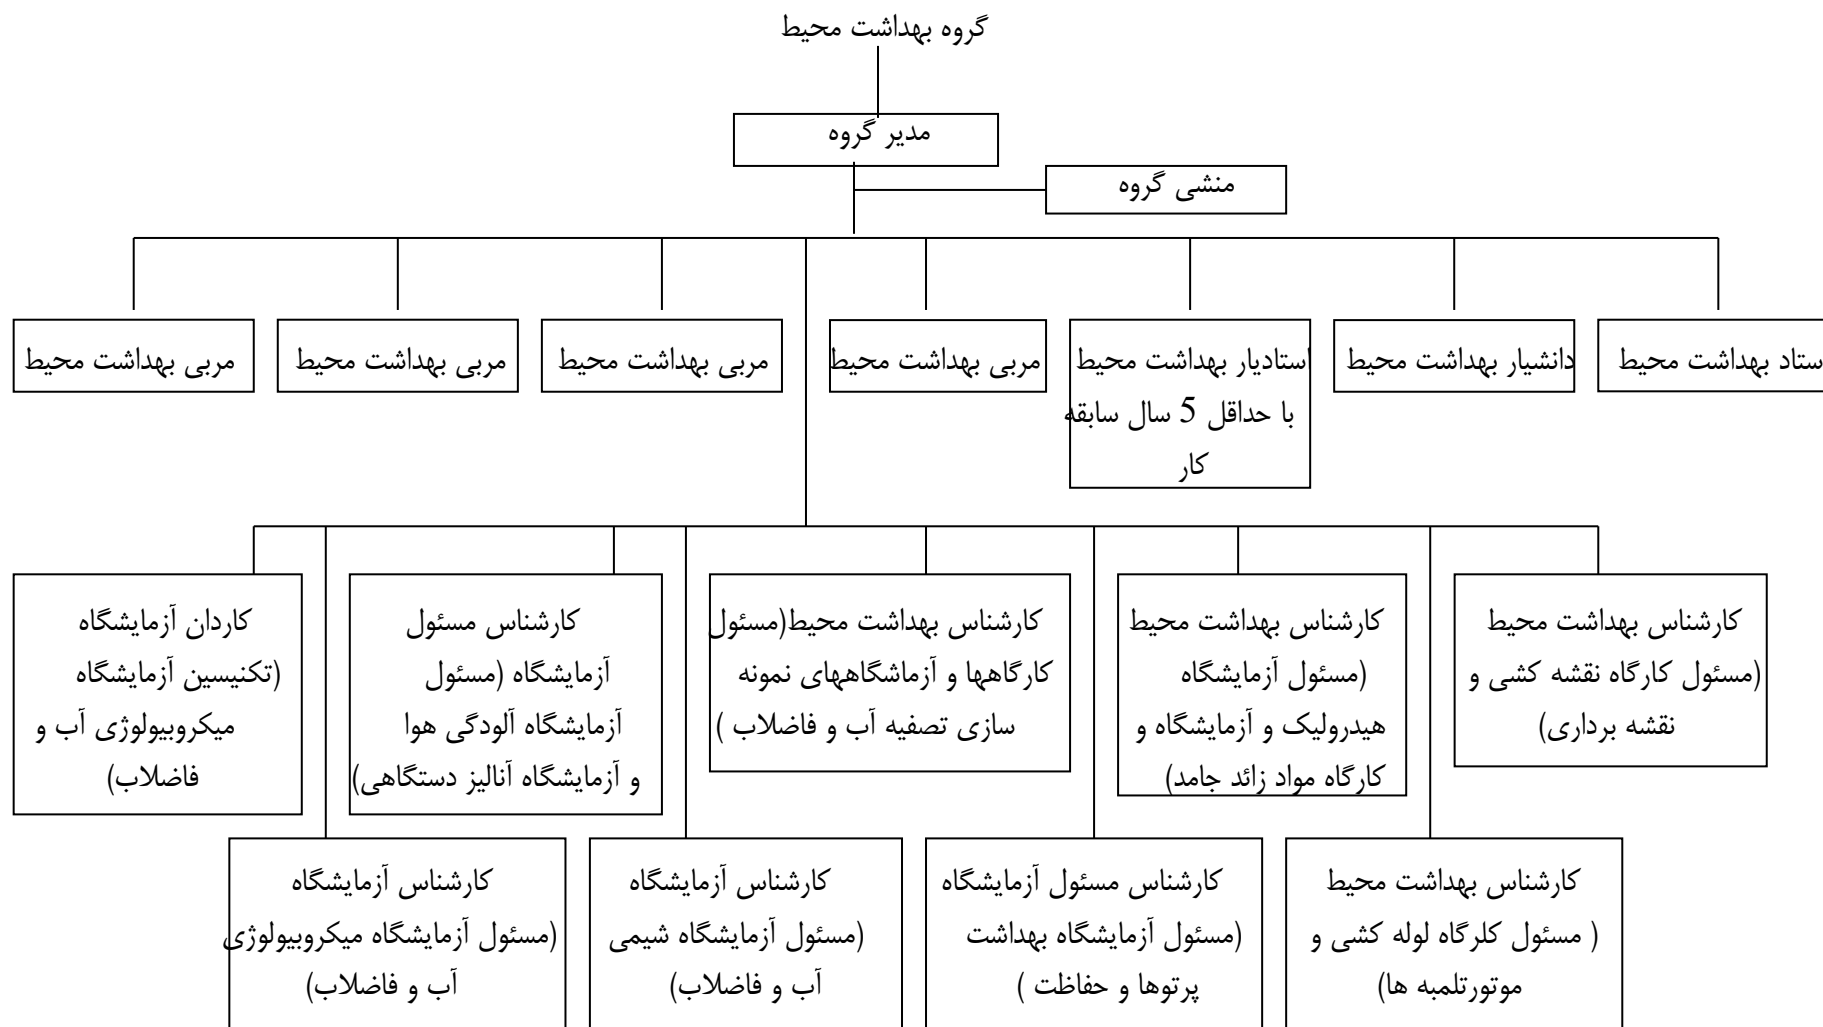 گروه بهداشت محیط
مدیر گروه
منشی گروه
ستاد بهداشت محیط
دانشیار بهداشت محیط
استادیار بهداشت محیط
با حداقل 5 سال سابقه
کار
مربی بهداشت محیط
مربی بهداشت محیط
مربی بهداشت محیط
مربی بهداشت محیط
کارشناس بهداشت محیط
(مسئول کارگاه نقشه کشی و
نقشه برداری)
کارشناس بهداشت محیط
(مسئول آزمایشگاه
هیدرولیک و آزمایشگاه و
کارگاه مواد زائد جامد)
کارشناس بهداشت محیط(مسئول
کارگاهها و آزماشگاههای نمونه
سازی تصفیه آب و فاضلاب )
کارشناس مسئول
آزمایشگاه (مسئول
آزمایشگاه آلودگی هوا
و آزمایشگاه آنالیز دستگاهی)
کاردان آزمایشگاه
(تکنیسین آزمایشگاه
میکروبیولوژی آب و
فاضلاب)
کارشناس بهداشت محیط
( مسئول کلرگاه لوله کشی و
موتورتلمبه ها)
کارشناس مسئول آزمایشگاه
(مسئول آزمایشگاه بهداشت
پرتوها و حفاظت )
کارشناس آزمایشگاه
(مسئول آزمایشگاه شیمی
آب و فاضلاب)
کارشناس آزمایشگاه
(مسئول آزمایشگاه میکروبیولوژی
آب و فاضلاب)